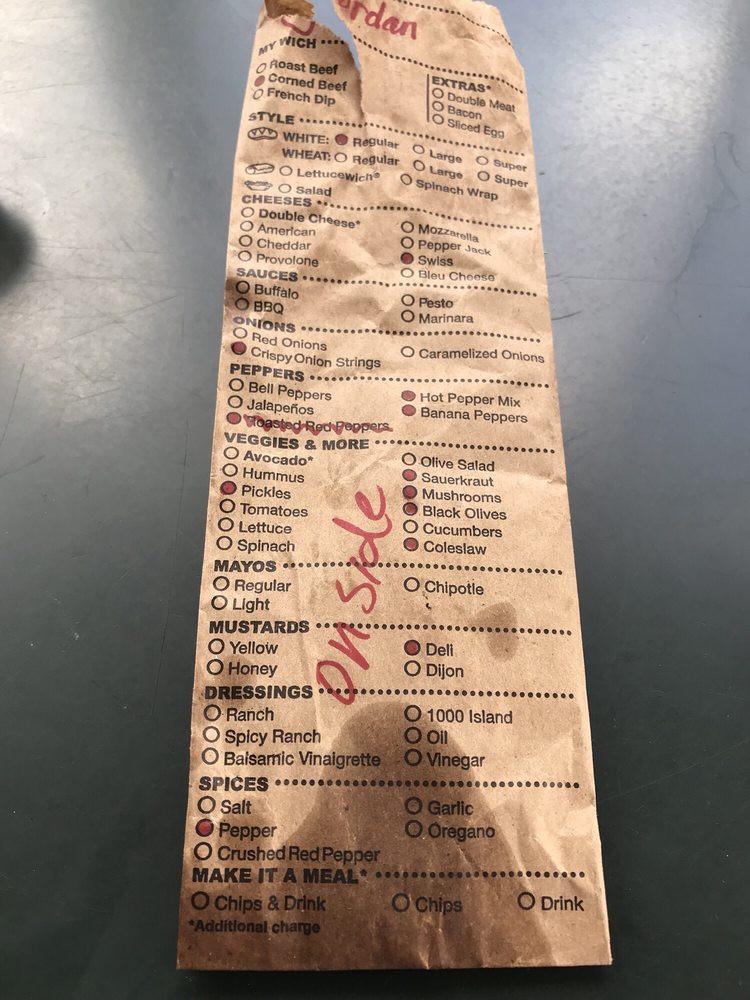 ordan
MY WICH
Roast Beef
Corned Beef
French Dip
EXTRAS*
Double Meat
Bacon
Sliced Egg
STYLE
WHITE: Regular Large Super
WHEAT: Regular Large Super
Lettucewich® Spinach Wrap
Salad
CHEESES
Double Cheese* Mozzarella
American Pepper Jack
Cheddar Swiss
Provolone Bleu Cheese
SAUCES
Buffalo Pesto
BBQ Marinara
ONIONS
Red Onions Caramelized Onions
Crispy Onion Strings
PEPPERS
Bell Peppers Hot Pepper Mix
Jalapeños Banana Peppers
Roasted Red Peppers
VEGGIES & MORE
Avocado* Olive Salad
Hummus Sauerkraut
Pickles Mushrooms
Tomatoes Black Olives
Lettuce Cucumbers
Spinach Coleslaw
On side
MAYOS
Regular Chipotle
Light
MUSTARDS
Yellow Deli
Honey Dijon
DRESSINGS
Ranch 1000 Island
Spicy Ranch Oil
Balsamic Vinaigrette Vinegar
SPICES
Salt Garlic
Pepper Oregano
Crushed Red Pepper
MAKE IT A MEAL*
Chips & Drink Chips Drink
*Additional charge